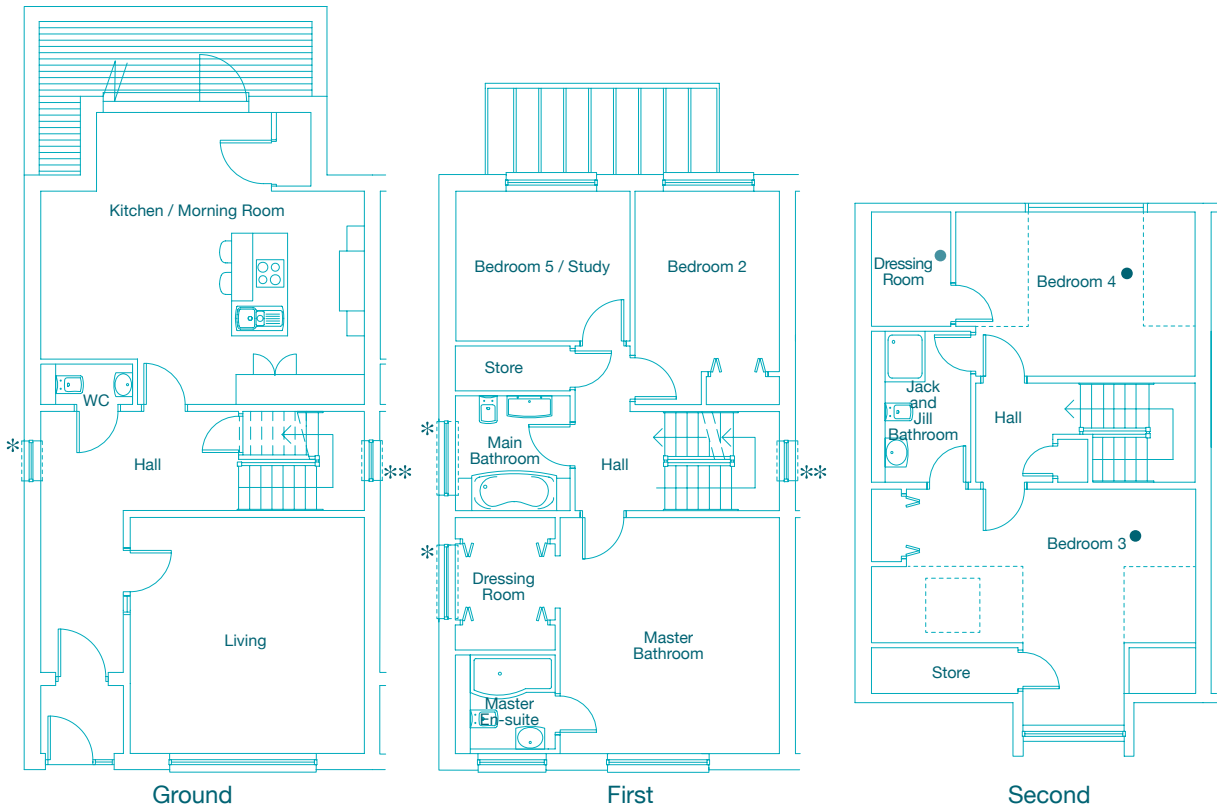 Kitchen / Morning Room
WC
*
Hall
**
Living
Ground
Bedroom 5 / Study
Bedroom 2
Store
*
Main
Bathroom
Hall
**
*
Dressing
Room
Master
Bathroom
Master
En-suite
First
Dressing
Room
Bedroom 4
Jack
and
Jill
Bathroom
Hall
Bedroom 3
Store
Second